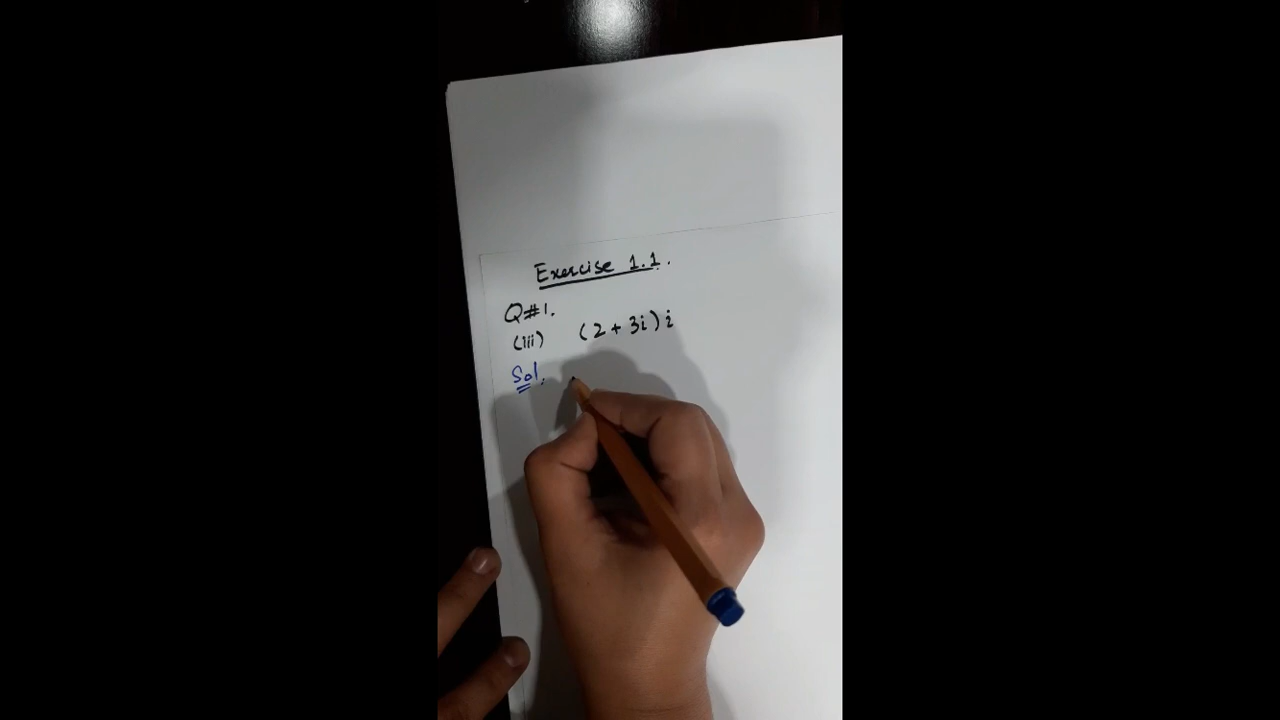 Exercise 1.1.
Q#1.
(iii) (2 + 3i) i
Sol.